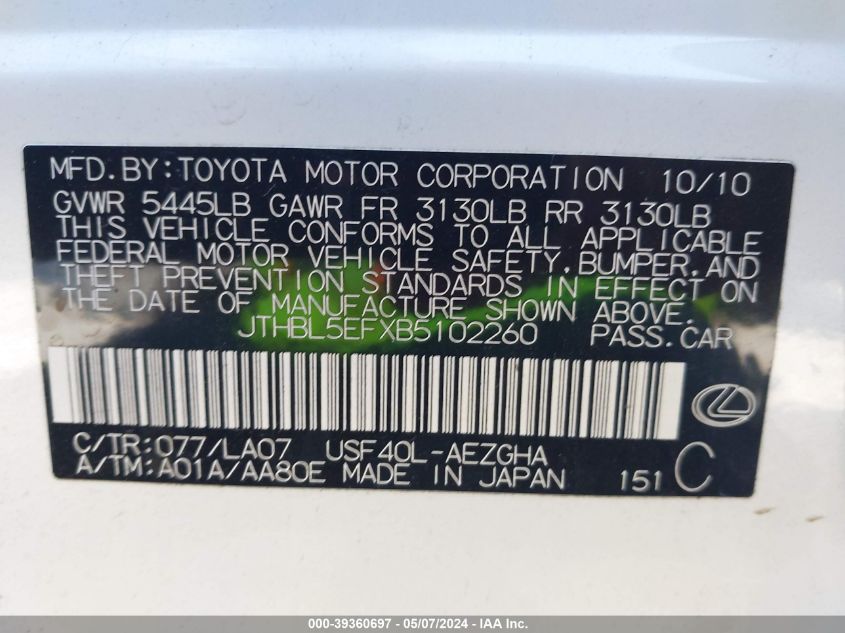 MFD.BY:TOYOTA MOTOR CORPORATION 10/10
GVWR 5445LB GAWR FR 3130LB RR 3130LB
THIS VEHICLE CONFORMS TO ALL APPLICABLE
FEDERAL MOTOR VEHICLE SAFETY,BUMPER,AND
THEFT PREVENTION STANDARDS IN EFFECT ON
THE DATE OF MANUFACTURE SHOWN ABOVE.
JTHBL5EFXB5102260 PASS.CAR
C/TR:077/LA07 USF40L-AEZGHA
A/TM:A01A/AA80E MADE IN JAPAN 151 C
000-39360697 - 05/07/2024 - IAAI, Inc.